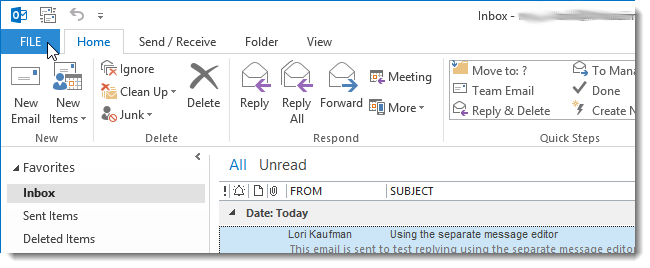 Inbox -
FILE Home Send / Receive Folder View
New Email
New Items
Ignore
Clean Up
Junk
Delete
Reply
Reply All
Forward
Meeting
More
Move to: ?
Team Email
Reply & Delete
To Mana
Done
Create N
New Delete Respond Quick Steps
Favorites
Inbox
Sent Items
Deleted Items
All Unread
! FROM SUBJECT
Date: Today
Lori Kaufman Using the separate message editor
This email is sent to test replying using the separate message editor